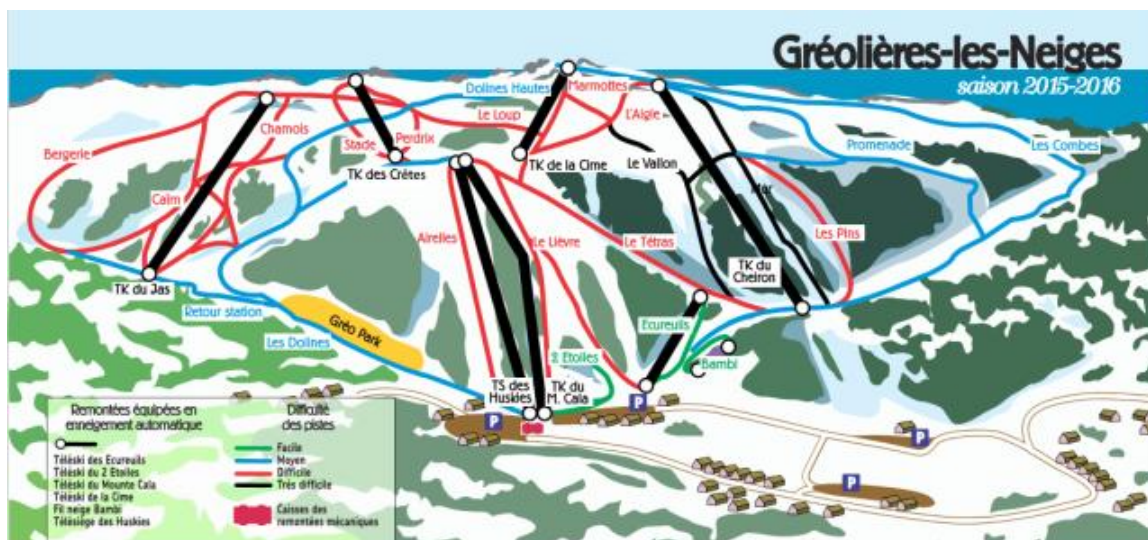 Gréolières-les-Neiges
saison 2015-2016
Dolines Hautes
Marmottes
Chamois
Le Loup
L'Aigle
Stade
Perdrix
Bergerie
TK des Crêtes
TK de la Cime
Le Vallon
Mur
Promenade
Les Combes
Calm
Airelles
Le Lièvre
Le Tétras
Les Pins
TK du Jas
TK du
Cheiron
Retour station
Gréo Park
Les Dolines
Ecureuils
2 Etoiles
Bambi
TS des
Huskies
TK du
M. Cala
P
P
P
P
Remontées équipées en
enneigement automatique
Téléski des Ecureuils
Téléski du 2 Etoiles
Téléski du Mounte Cala
Téléski de la Cime
Fil neige Bambi
Télésiège des Huskies
Difficulté
des pistes
Facile
Moyen
Difficile
Très difficile
Caisses des
remontées mécaniques